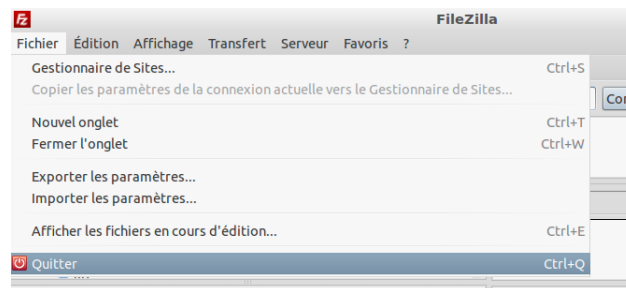 FileZilla
Fichier Édition Affichage Transfert Serveur Favoris ?
Gestionnaire de Sites... Ctrl+S
Copier les paramètres de la connexion actuelle vers le Gestionnaire de Sites...
Nouvel onglet Ctrl+T
Fermer l'onglet Ctrl+W
Exporter les paramètres...
Importer les paramètres...
Afficher les fichiers en cours d'édition... Ctrl+E
Quitter Ctrl+Q